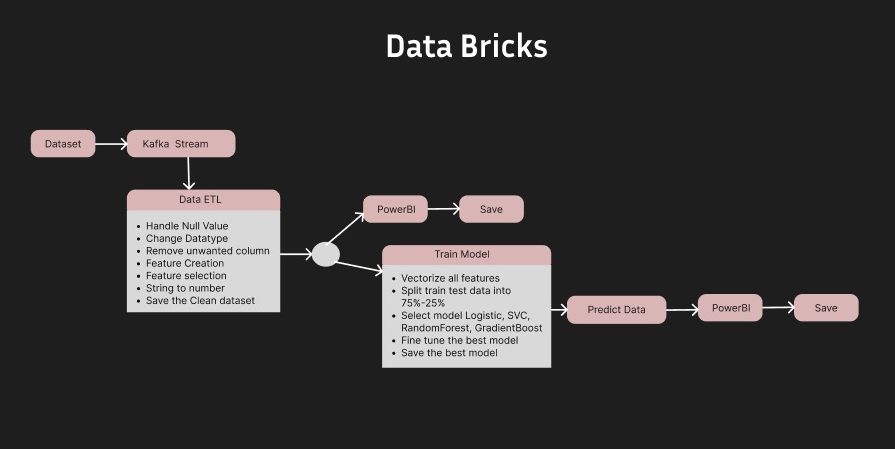 Data Bricks
Dataset
Kafka Stream
Data ETL
• Handle Null Value
• Change Datatype
• Remove unwanted column
• Feature Creation
• Feature selection
• String to number
• Save the Clean dataset
PowerBI
Save
Train Model
• Vectorize all features
• Split train test data into
75%-25%
• Select model Logistic, SVC,
RandomForest, GradientBoost
• Fine tune the best model
• Save the best model
Predict Data
PowerBI
Save